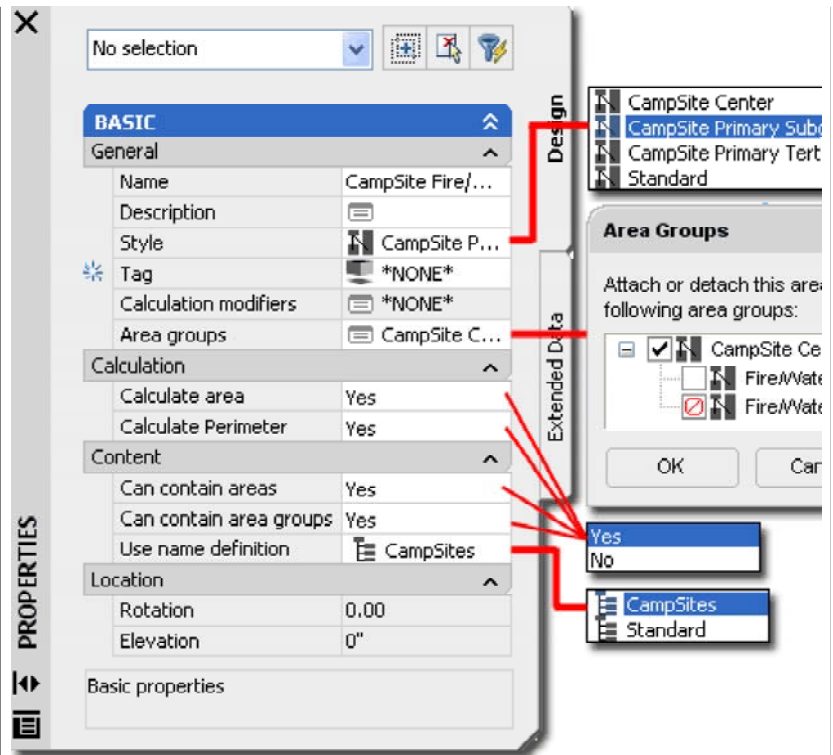 No selection
BASIC
General
Name CampSite Fire/...
Description
Style CampSite P...
Tag *NONE*
Calculation modifiers *NONE*
Area groups CampSite C...
Calculation
Calculate area Yes
Calculate Perimeter Yes
Content
Can contain areas Yes
Can contain area groups Yes
Use name definition CampSites
Location
Rotation 0.00
Elevation 0"
Basic properties
PROPERTIES
Design
Extended Data
CampSite Center
CampSite Primary Subc
CampSite Primary Tert
Standard
Area Groups
Attach or detach this area
following area groups:
CampSite Ce
Fire/Wate
Fire/Wate
OK Can
Yes
No
CampSites
Standard